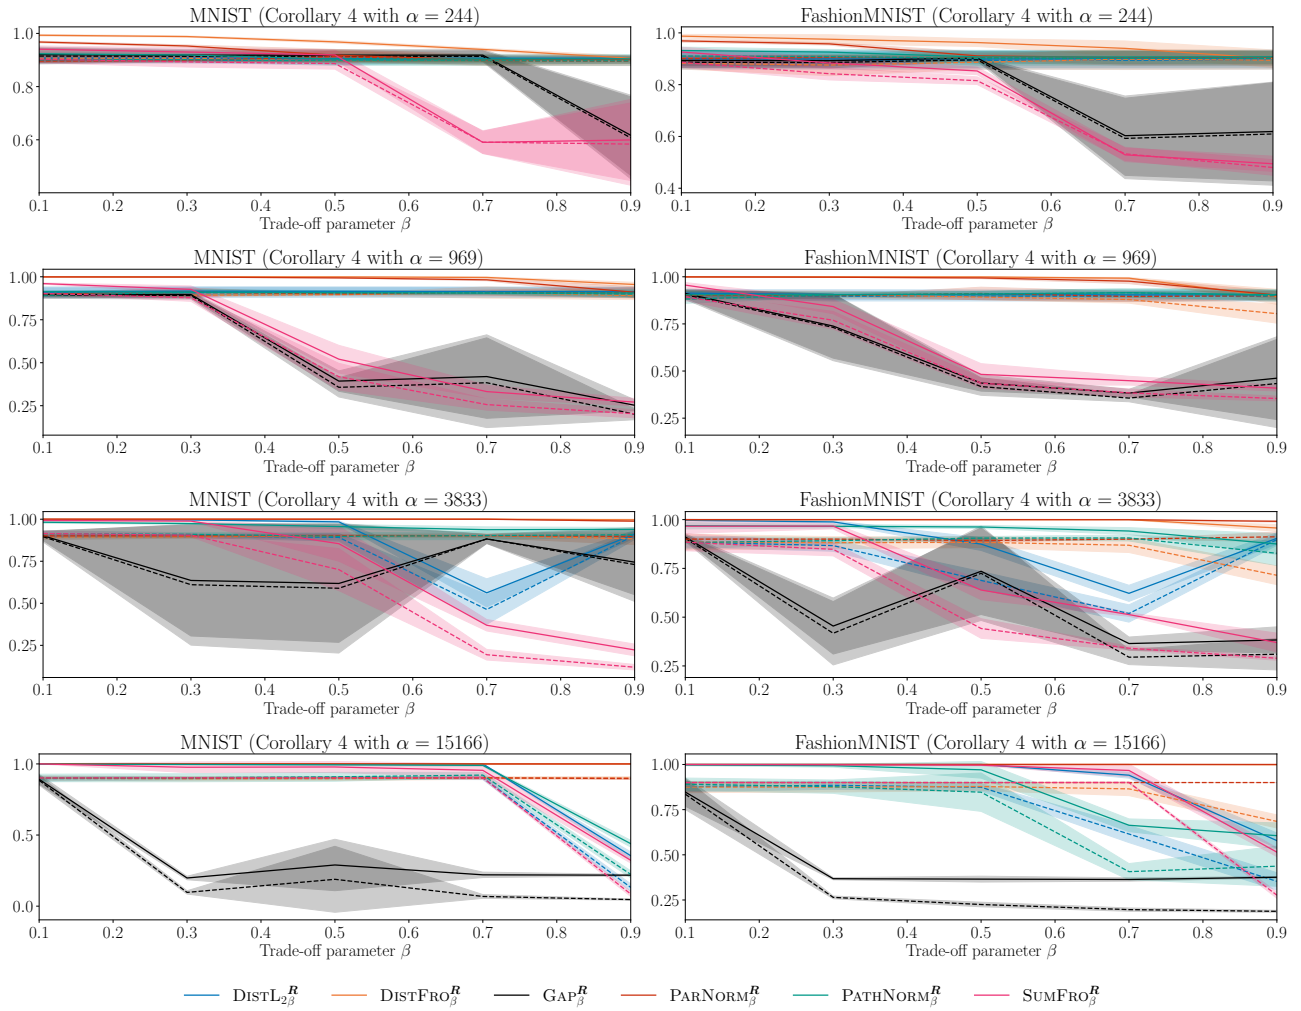 MNIST (Corollary 4 with α = 244)
1.0
0.8
0.6
0.1 0.2 0.3 0.4 0.5 0.6 0.7 0.8 0.9
Trade-off parameter β
FashionMNIST (Corollary 4 with α = 244)
1.0
0.8
0.6
0.4
0.1 0.2 0.3 0.4 0.5 0.6 0.7 0.8 0.9
Trade-off parameter β
MNIST (Corollary 4 with α = 969)
1.00
0.75
0.50
0.25
0.1 0.2 0.3 0.4 0.5 0.6 0.7 0.8 0.9
Trade-off parameter β
FashionMNIST (Corollary 4 with α = 969)
1.00
0.75
0.50
0.25
0.1 0.2 0.3 0.4 0.5 0.6 0.7 0.8 0.9
Trade-off parameter β
MNIST (Corollary 4 with α = 3833)
1.00
0.75
0.50
0.25
0.1 0.2 0.3 0.4 0.5 0.6 0.7 0.8 0.9
Trade-off parameter β
FashionMNIST (Corollary 4 with α = 3833)
1.00
0.75
0.50
0.25
0.1 0.2 0.3 0.4 0.5 0.6 0.7 0.8 0.9
Trade-off parameter β
MNIST (Corollary 4 with α = 15166)
1.0
0.5
0.0
0.1 0.2 0.3 0.4 0.5 0.6 0.7 0.8 0.9
Trade-off parameter β
FashionMNIST (Corollary 4 with α = 15166)
1.00
0.75
0.50
0.25
0.1 0.2 0.3 0.4 0.5 0.6 0.7 0.8 0.9
Trade-off parameter β
DISTL₂ᴿβ DISTFROᴿβ GAPᴿβ PARNORMᴿβ PATHNORMᴿβ SUMFROᴿβ